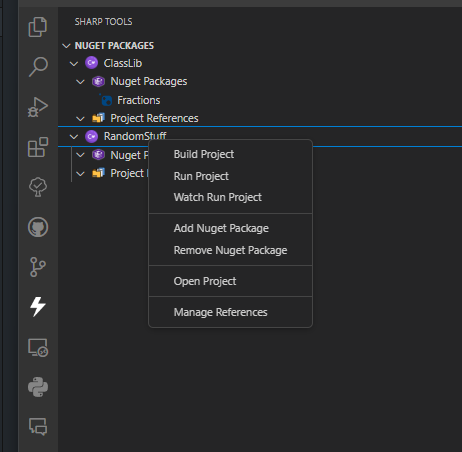 SHARP TOOLS
NUGET PACKAGES
C# ClassLib
Nuget Packages
Fractions
Project References
C# RandomStuff
Nuget P
Project
Build Project
Run Project
Watch Run Project
Add Nuget Package
Remove Nuget Package
Open Project
Manage References